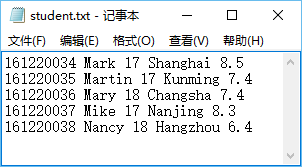 student.txt - 记事本
文件(F) 编辑(E) 格式(O) 查看(V) 帮助(H)
161220034 Mark 17 Shanghai 8.5
161220035 Martin 17 Kunming 7.4
161220036 Mary 18 Changsha 7.4
161220037 Mike 17 Nanjing 8.3
161220038 Nancy 18 Hangzhou 6.4